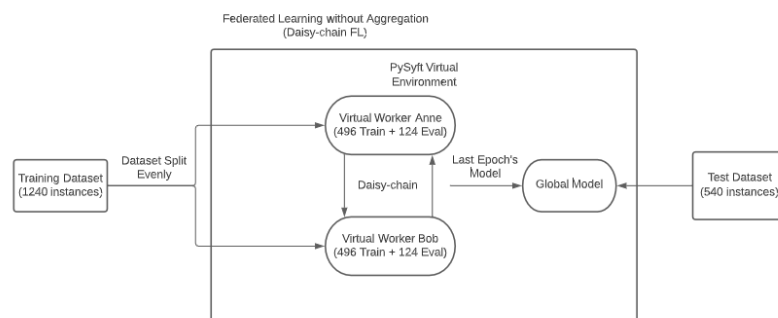 Federated Learning without Aggregation
(Daisy-chain FL)
PySyft Virtual
Environment
Virtual Worker Anne
(496 Train + 124 Eval)
Dataset Split
Evenly
Training Dataset
(1240 instances)
Daisy-chain
Last Epoch's
Model
Global Model
Test Dataset
(540 instances)
Virtual Worker Bob
(496 Train + 124 Eval)